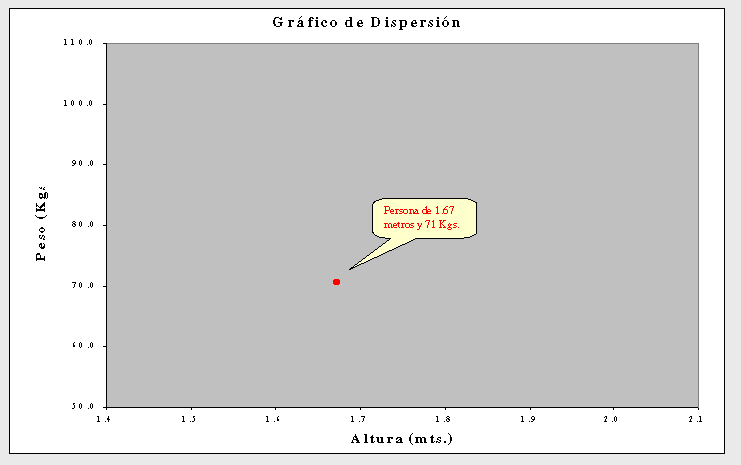 Gráfico de Dispersión
110.0
100.0
90.0
80.0
70.0
60.0
50.0
Peso (Kgs
Persona de 1.67
metros y 71 Kgs.
1.4 1.5 1.6 1.7 1.8 1.9 2.0 2.1
Altura (mts.)